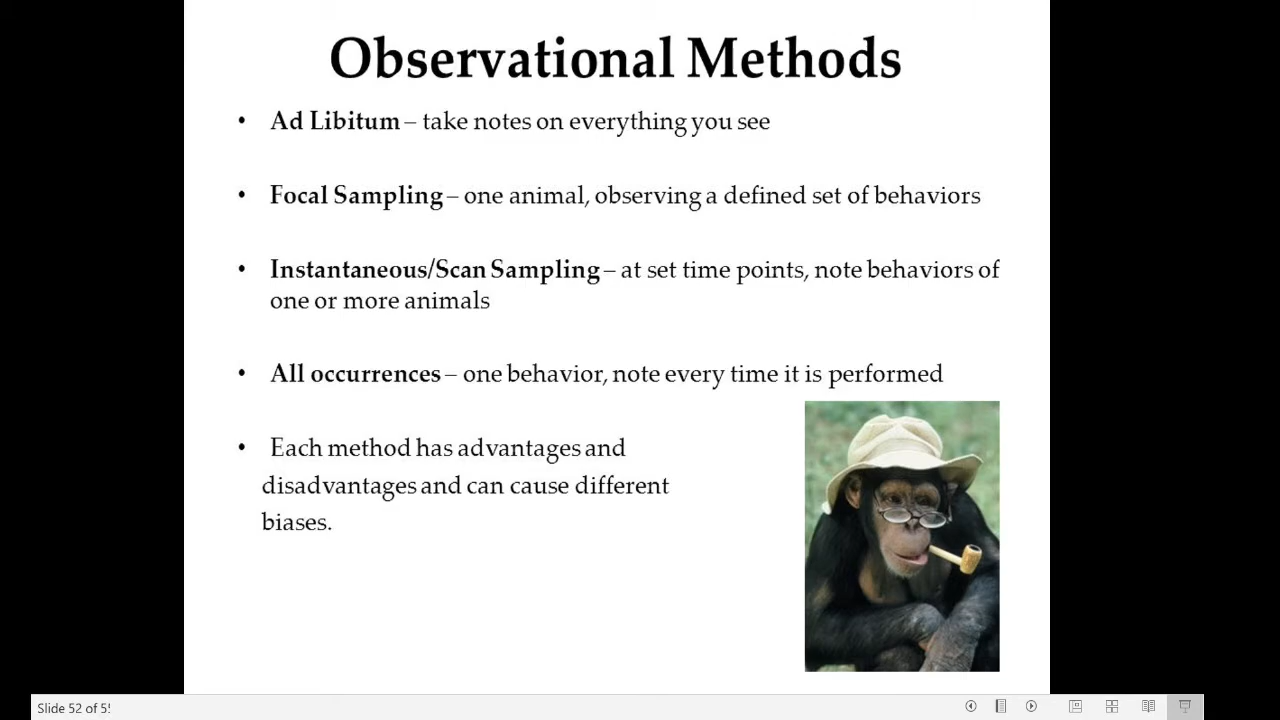 Observational Methods
• Ad Libitum – take notes on everything you see
• Focal Sampling – one animal, observing a defined set of behaviors
• Instantaneous/Scan Sampling – at set time points, note behaviors of
one or more animals
• All occurrences – one behavior, note every time it is performed
• Each method has advantages and
disadvantages and can cause different
biases.
Slide 52 of 5